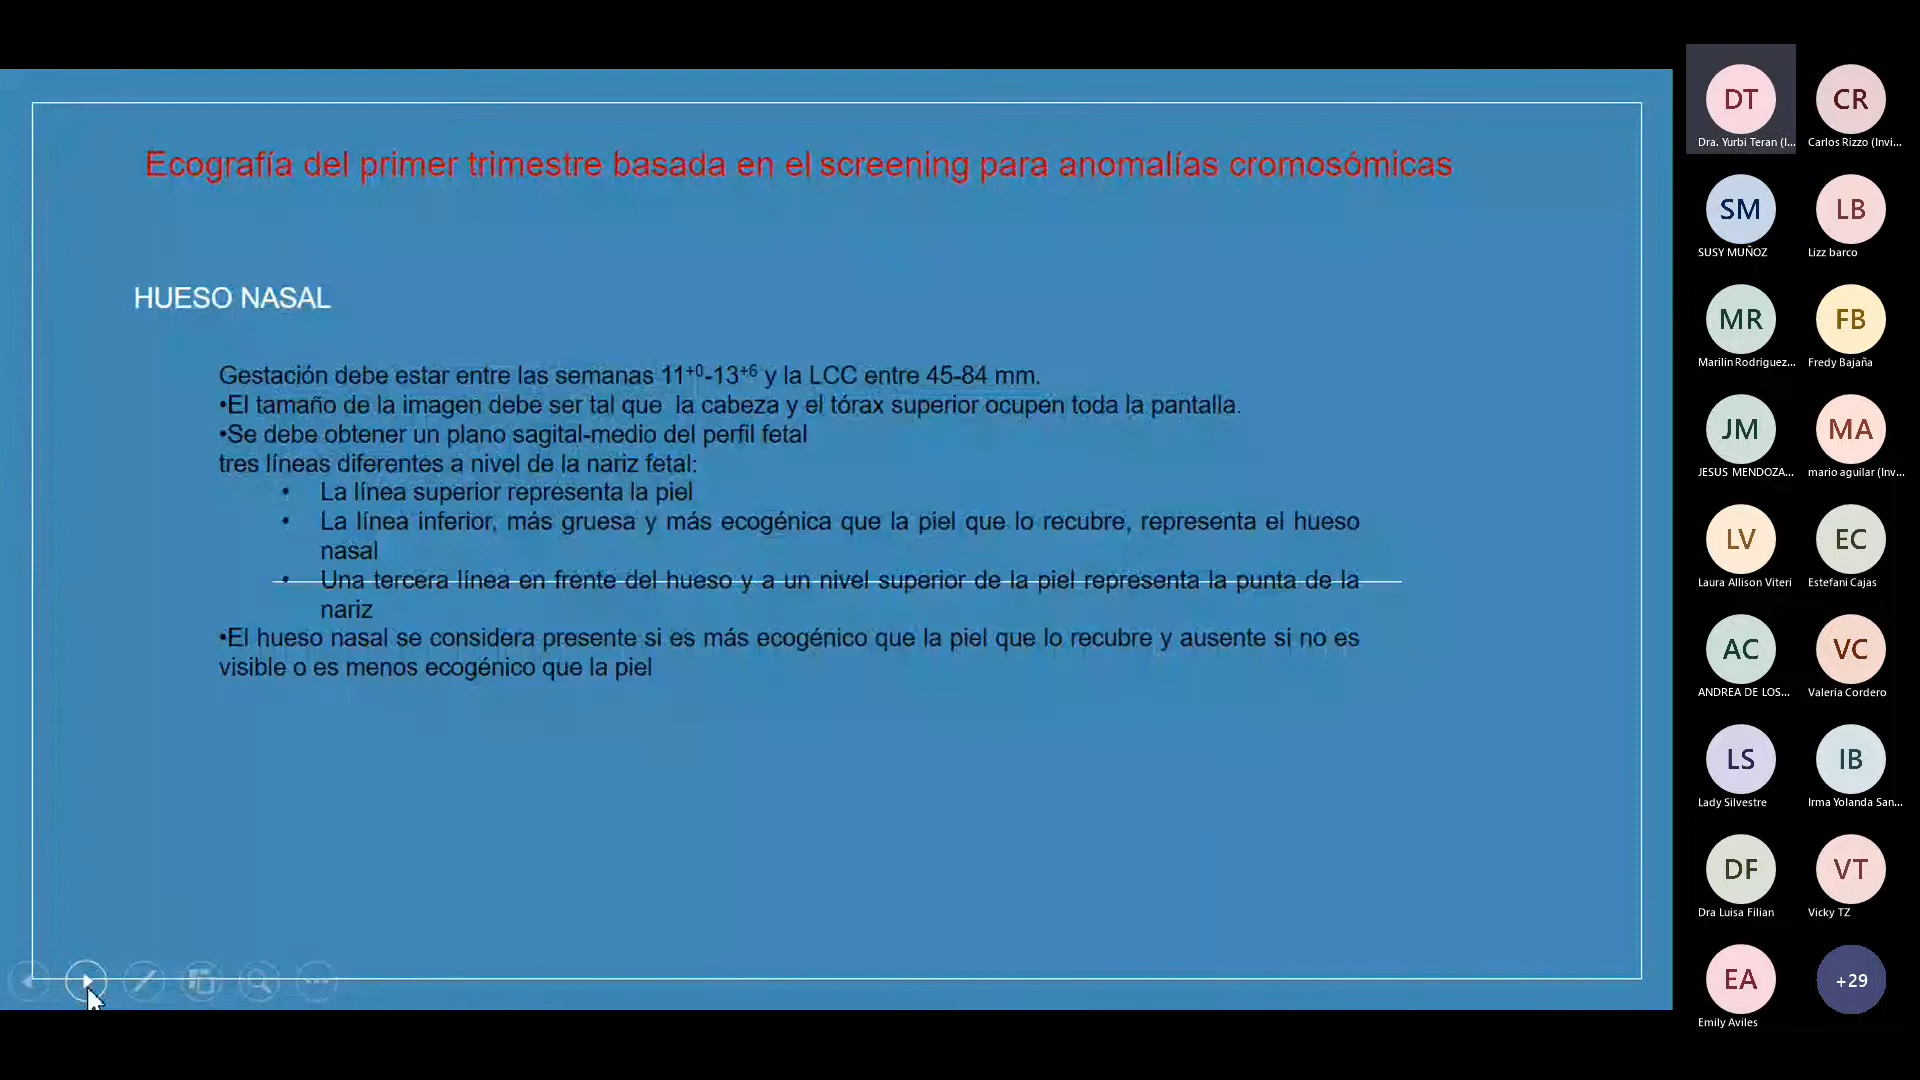 Ecografía del primer trimestre basada en el screening para anomalías cromosómicas
HUESO NASAL
Gestación debe estar entre las semanas 11+0-13+6 y la LCC entre 45-84 mm.
•El tamaño de la imagen debe ser tal que la cabeza y el tórax superior ocupen toda la pantalla.
•Se debe obtener un plano sagital-medio del perfil fetal
tres líneas diferentes a nivel de la nariz fetal:
• La línea superior representa la piel
• La línea inferior, más gruesa y más ecogénica que la piel que lo recubre, representa el hueso
nasal
• Una tercera línea en frente del hueso y a un nivel superior de la piel representa la punta de la
nariz
•El hueso nasal se considera presente si es más ecogénico que la piel que lo recubre y ausente si no es
visible o es menos ecogénico que la piel
DT
Dra. Yurbi Teran (I...
CR
Carlos Rizzo (Invi...
SM
SUSY MUÑOZ
LB
Lizz barco
MR
Marilin Rodriguez...
FB
Fredy Bajaña
JM
JESUS MENDOZA...
MA
mario aguilar (Inv...
LV
Laura Allison Viteri
EC
Estefani Cajas
AC
ANDREA DE LOS...
VC
Valeria Cordero
LS
Lady Silvestre
IB
Irma Yolanda San...
DF
Dra Luisa Filian
VT
Vicky TZ
EA
Emily Aviles
+29